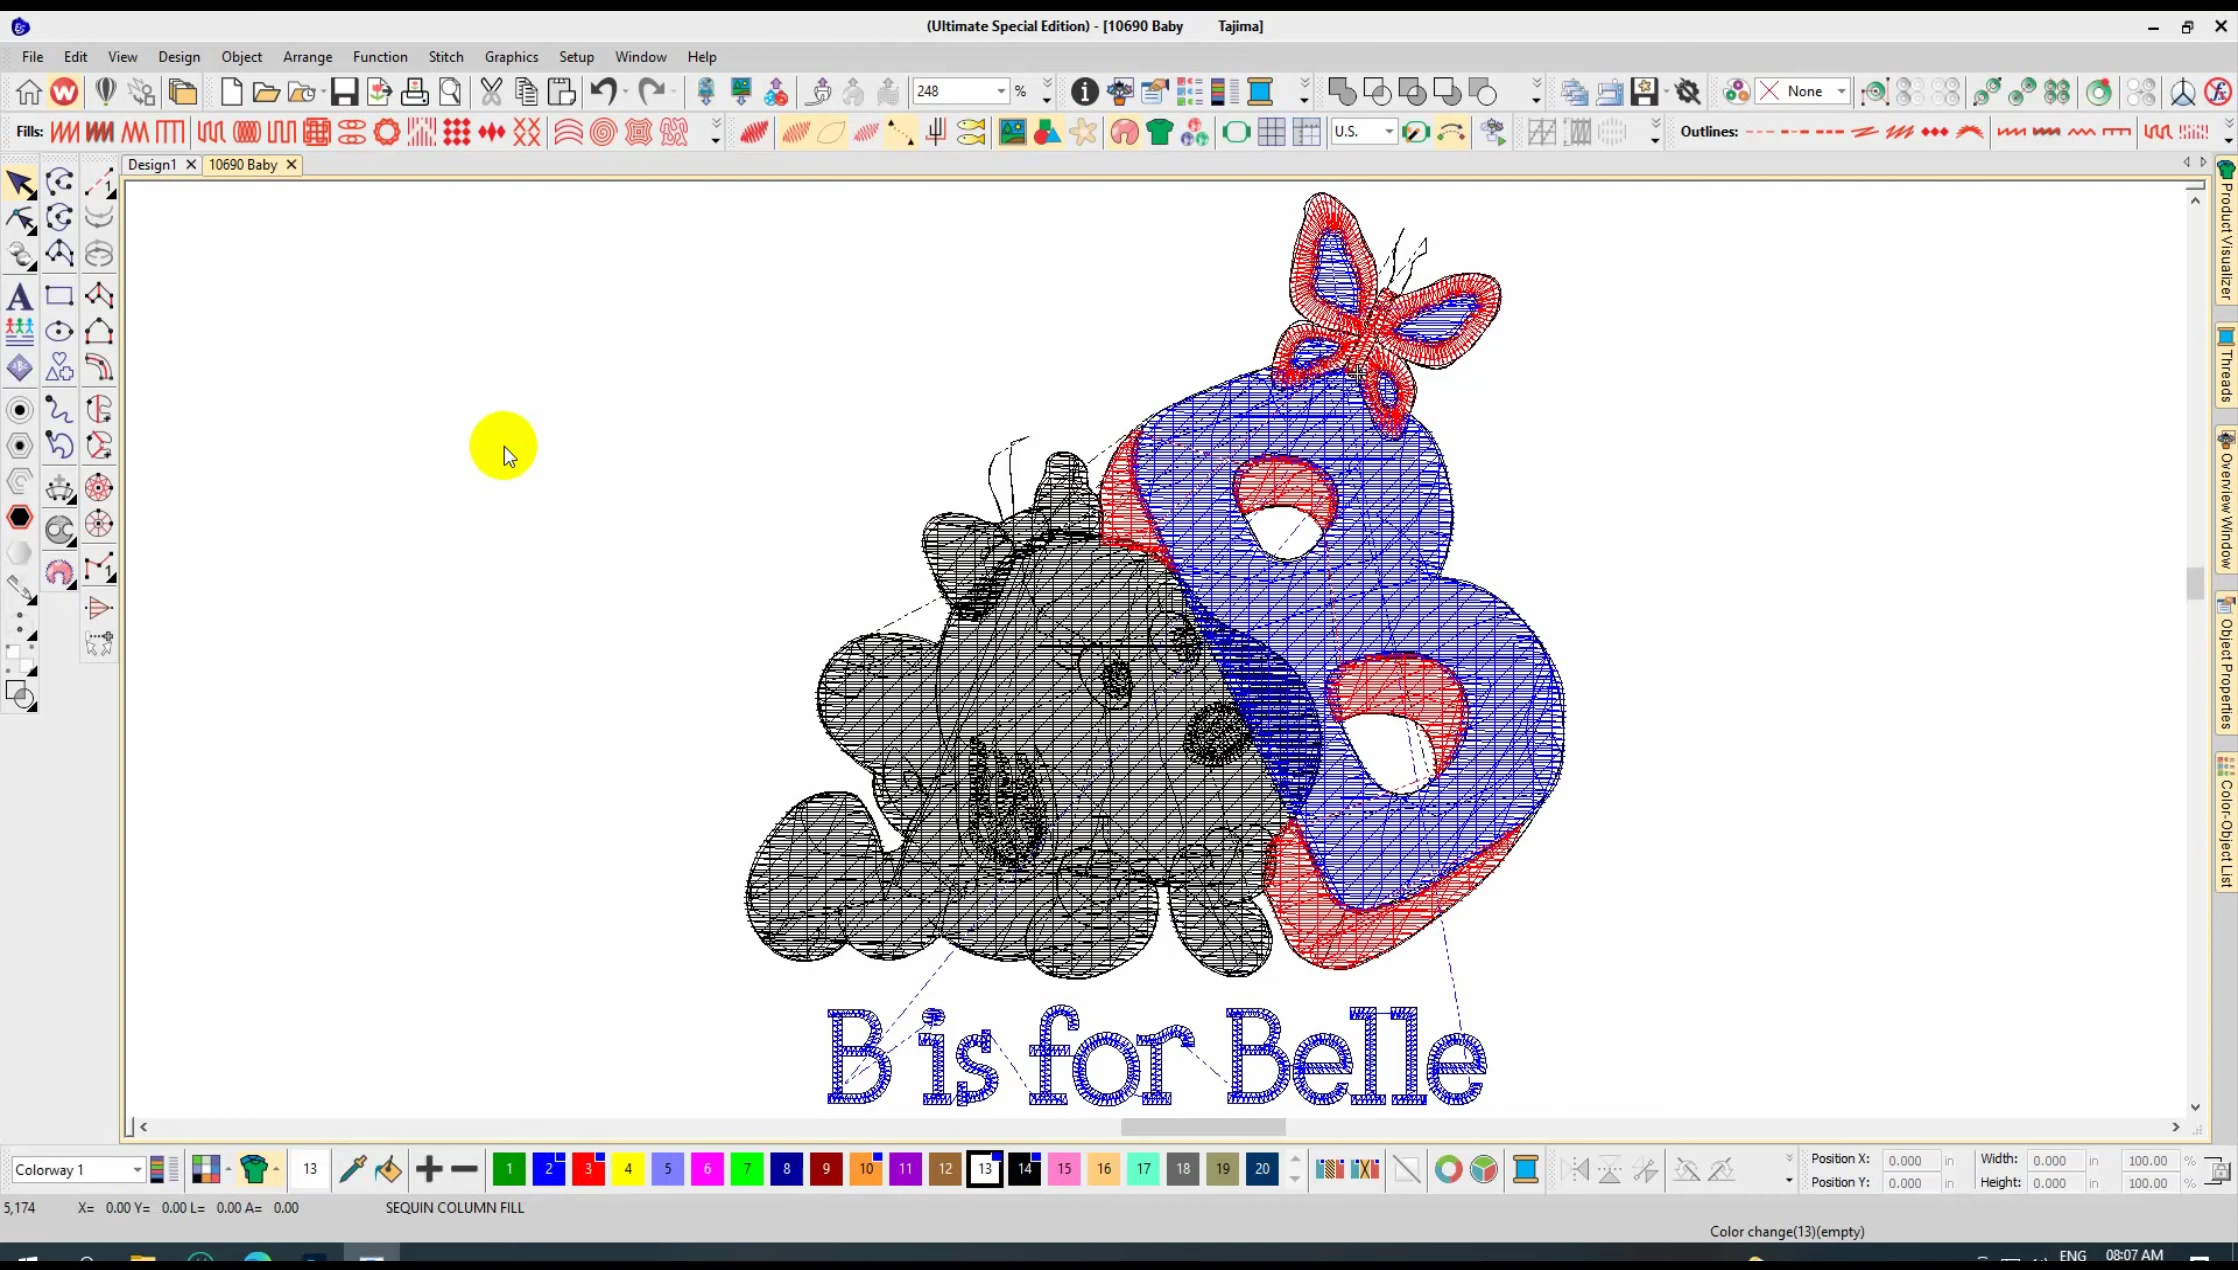 (Ultimate Special Edition) - [10690 Baby Tajima]
File Edit View Design Object Arrange Function Stitch Graphics Setup Window Help
248 %
None
Fills:
U.S.
Outlines:
Design1 10690 Baby
Product Visualizer
Threads
Overview Window
Object Properties
Color-Object List
B is for Belle
Colorway 1
13
1 2 3 4 5 6 7 8 9 10 11 12 13 14 15 16 17 18 19 20
Position X: 0.000 in Width: 0.000 in 100.00 %
Position Y: 0.000 in Height: 0.000 in 100.00 %
5,174 X= 0.00 Y= 0.00 L= 0.00 A= 0.00 SEQUIN COLUMN FILL
Color change(13)(empty)
ENG 08:07 AM